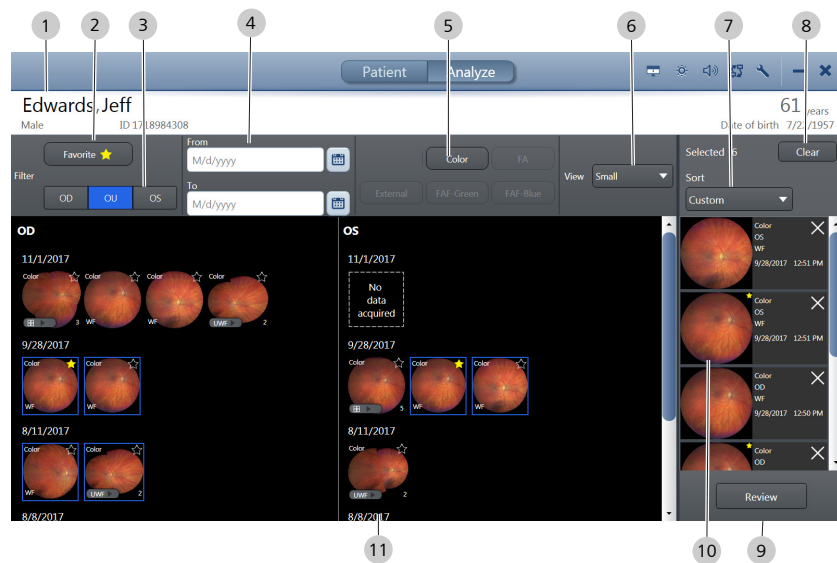 1 2 3 4 5 6 7 8
Patient Analyze
Edwards, Jeff
61 years
Male ID 1718984308 Date of birth 7/23/1957
Favorite
Filter
OD OU OS
From
M/d/yyyy
To
M/d/yyyy
Color FA
External FAF-Green FAF-Blue
View Small
Selected 6 Clear
Sort
Custom
OD
11/1/2017
Color Color
3 WF WF UWF 2
9/28/2017
Color Color
WF WF
8/11/2017
Color Color
WF UWF 2
8/8/2017
OS
11/1/2017
No
data
acquired
9/28/2017
Color Color Color
5 WF WF
8/11/2017
Color
UWF 2
8/8/2017
Color
OS
WF
9/28/2017 12:51 PM
Color
OS
WF
9/28/2017 12:51 PM
Color
OD
WF
9/28/2017 12:50 PM
Color
OD
Review
11 10 9